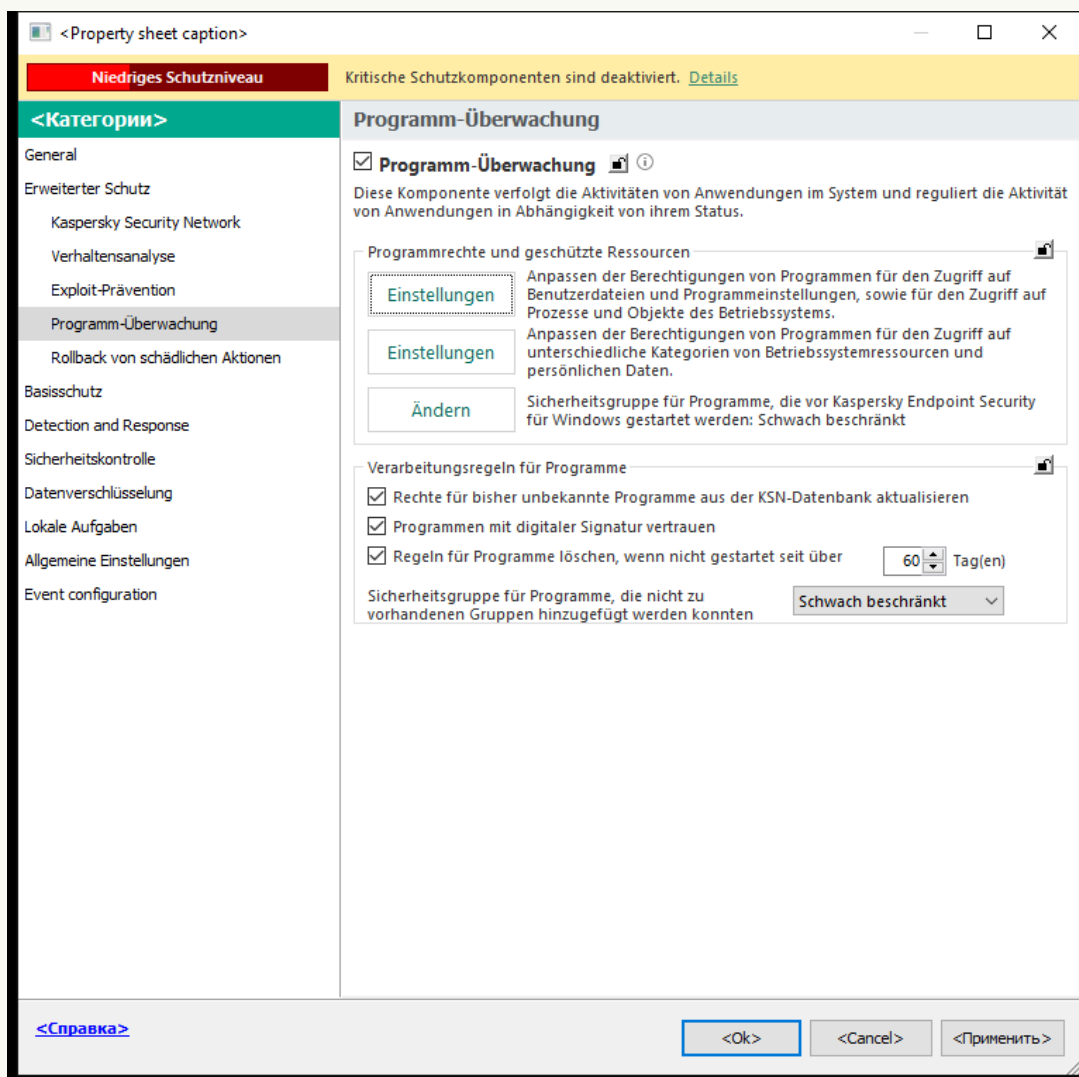 <Property sheet caption>
Niedriges Schutzniveau
Kritische Schutzkomponenten sind deaktiviert. Details
<Категории>
General
Erweiterter Schutz
Kaspersky Security Network
Verhaltensanalyse
Exploit-Prävention
Programm-Überwachung
Rollback von schädlichen Aktionen
Basisschutz
Detection and Response
Sicherheitskontrolle
Datenverschlüsselung
Lokale Aufgaben
Allgemeine Einstellungen
Event configuration
Programm-Überwachung
Programm-Überwachung
Diese Komponente verfolgt die Aktivitäten von Anwendungen im System und reguliert die Aktivität
von Anwendungen in Abhängigkeit von ihrem Status.
Programmrechte und geschützte Ressourcen
Einstellungen
Anpassen der Berechtigungen von Programmen für den Zugriff auf
Benutzerdateien und Programmeinstellungen, sowie für den Zugriff auf
Prozesse und Objekte des Betriebssystems.
Einstellungen
Anpassen der Berechtigungen von Programmen für den Zugriff auf
unterschiedliche Kategorien von Betriebssystemressourcen und
persönlichen Daten.
Ändern
Sicherheitsgruppe für Programme, die vor Kaspersky Endpoint Security
für Windows gestartet werden: Schwach beschränkt
Verarbeitungsregeln für Programme
Rechte für bisher unbekannte Programme aus der KSN-Datenbank aktualisieren
Programmen mit digitaler Signatur vertrauen
Regeln für Programme löschen, wenn nicht gestartet seit über 60 Tag(en)
Sicherheitsgruppe für Programme, die nicht zu
vorhandenen Gruppen hinzugefügt werden konnten
Schwach beschränkt
<Справка>
<Ok>
<Cancel>
<Применить>